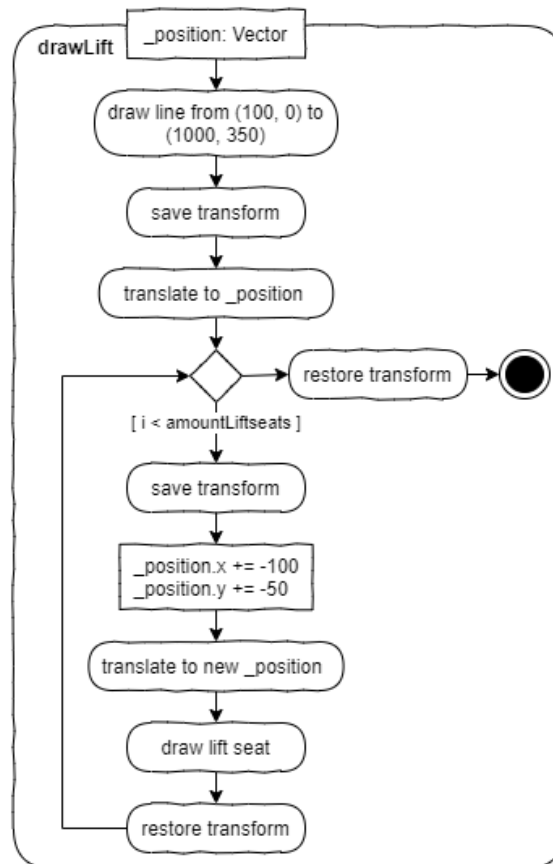 _position: Vector
drawLift
draw line from (100, 0) to
(1000, 350)
save transform
translate to _position
restore transform
[ i < amountLiftseats ]
save transform
_position.x += -100
_position.y += -50
translate to new _position
draw lift seat
restore transform